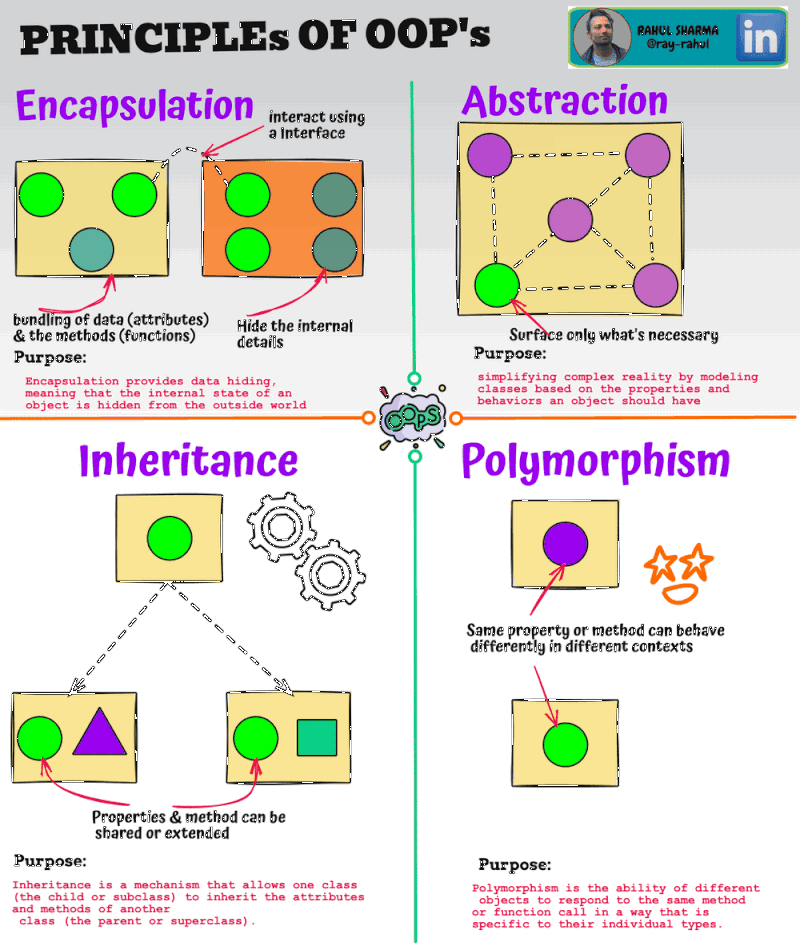 PRINCIPLEs OF OOP's
RAHUL SHARMA
@ray-rahul
in
Encapsulation
interact using
a Interface
bundling of data (attributes)
& the methods (functions)
Hide the internal
details
Purpose:
Encapsulation provides data hiding,
meaning that the internal state of an
object is hidden from the outside world
Abstraction
Surface only what's necessary
Purpose:
simplifying complex reality by modeling
classes based on the properties and
behaviors an object should have
OOPS
Inheritance
Properties & method can be
shared or extended
Purpose:
Inheritance is a mechanism that allows one class
(the child or subclass) to inherit the attributes
and methods of another
class (the parent or superclass).
Polymorphism
Same property or method can behave
differently in different contexts
Purpose:
Polymorphism is the ability of different
objects to respond to the same method
or function call in a way that is
specific to their individual types.